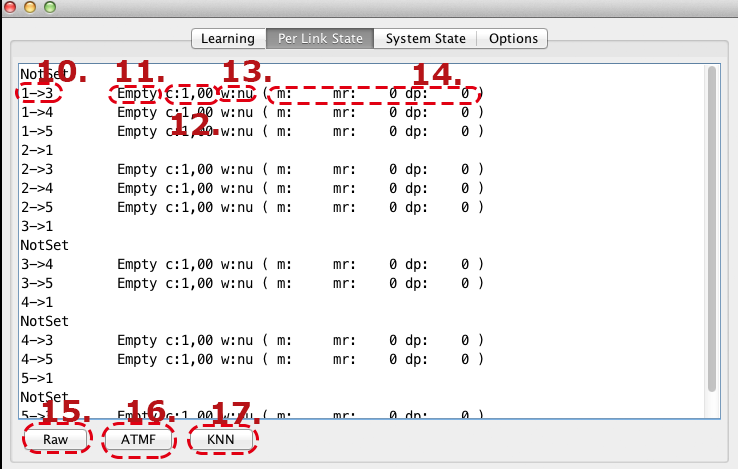 Learning Per Link State System State Options
NotSet
10. 11. 13. 14.
1->3 Empty c:1,00 w:nu ( m: mr: 0 dp: 0 )
1->4 Empty c:1,00 w:nu ( m: mr: 0 dp: 0 )
12.
1->5 Empty c:1,00 w:nu ( m: mr: 0 dp: 0 )
2->1
2->3 Empty c:1,00 w:nu ( m: mr: 0 dp: 0 )
2->4 Empty c:1,00 w:nu ( m: mr: 0 dp: 0 )
2->5 Empty c:1,00 w:nu ( m: mr: 0 dp: 0 )
3->1
NotSet
3->4 Empty c:1,00 w:nu ( m: mr: 0 dp: 0 )
3->5 Empty c:1,00 w:nu ( m: mr: 0 dp: 0 )
4->1
NotSet
4->3 Empty c:1,00 w:nu ( m: mr: 0 dp: 0 )
4->5 Empty c:1,00 w:nu ( m: mr: 0 dp: 0 )
5->1
NotSet
Empty c:1,00 w:nu ( m: mr: 0 dp: 0 )
15. 16. 17.
Raw ATMF KNN